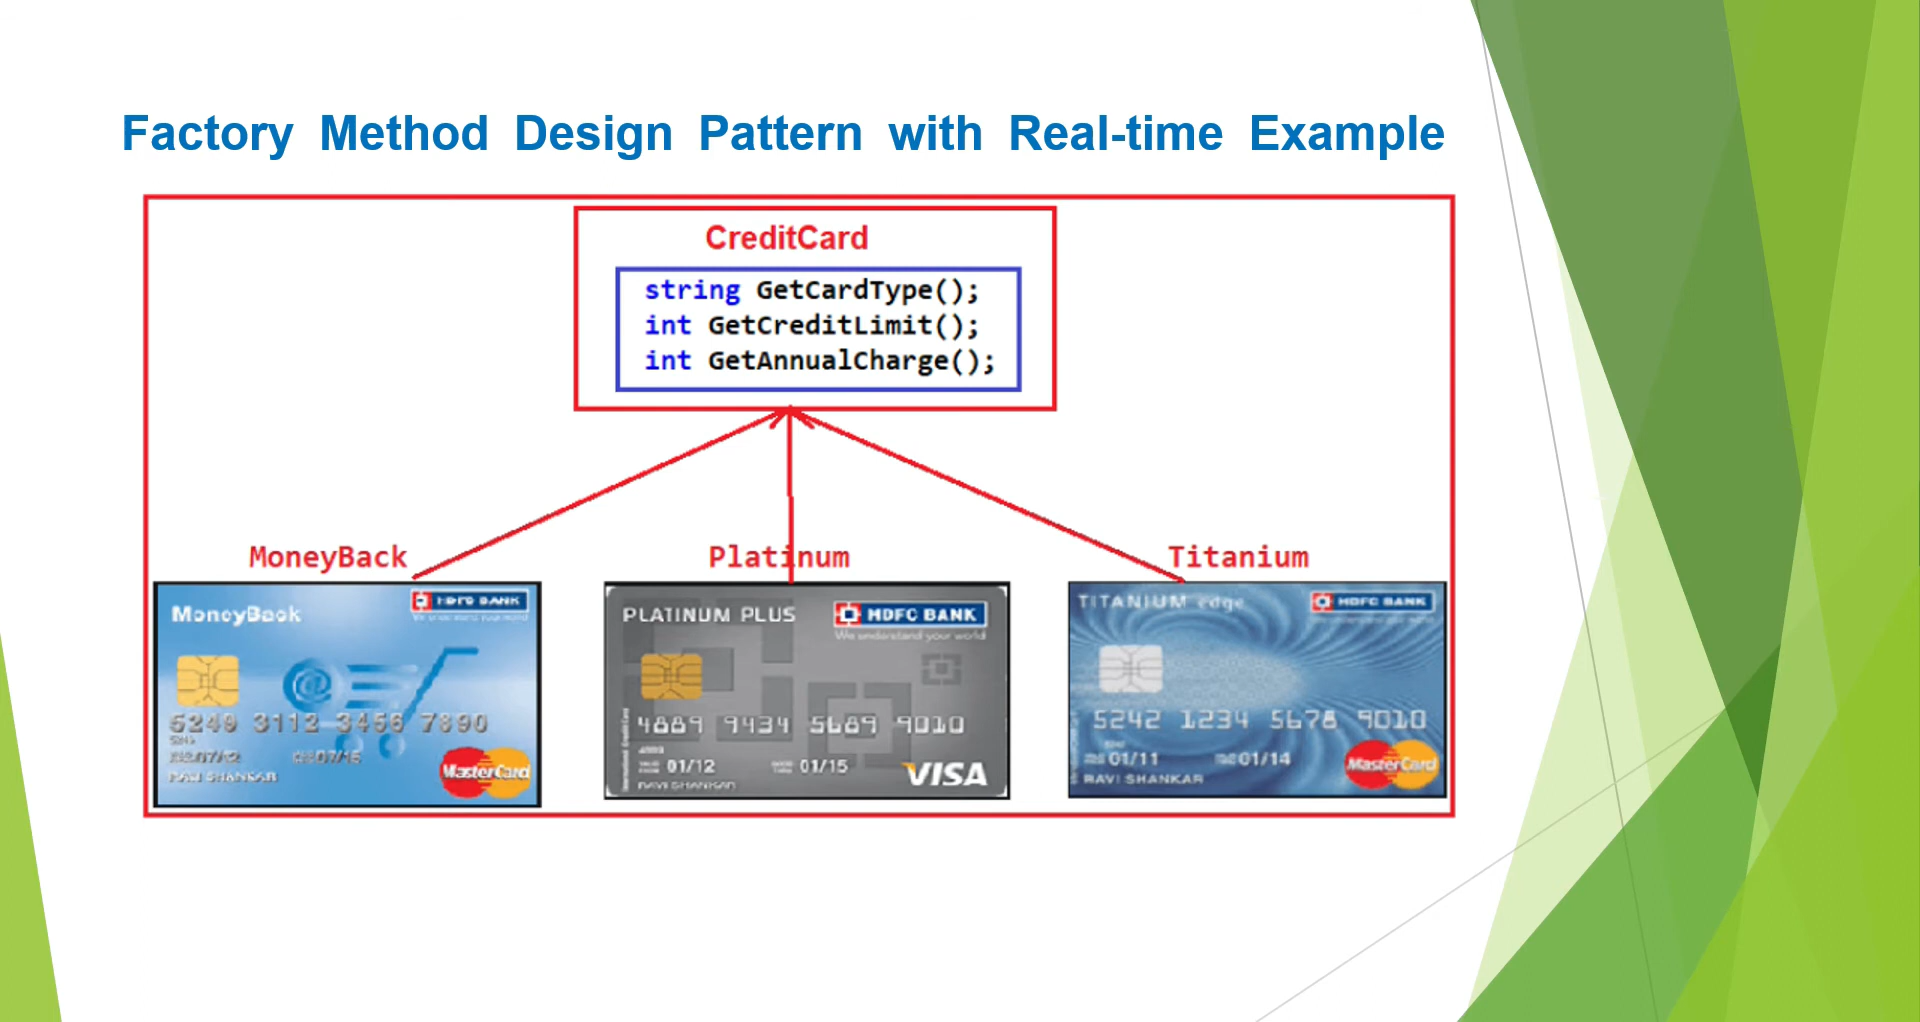 Factory Method Design Pattern with Real-time Example
CreditCard
string GetCardType();
int GetCreditLimit();
int GetAnnualCharge();
MoneyBack
Platinum
Titanium
MoneyBack
HDFC BANK
5240 3112 3456 7890
RAVI SHANKAR
MasterCard
PLATINUM PLUS
HDFC BANK
We understand your world
4889 9434 5689 9010
01/12 01/15
RAVI SHANKAR
VISA
TITANIUM edge
HDFC BANK
5242 1234 5678 9010
01/11 01/14
RAVI SHANKAR
MasterCard